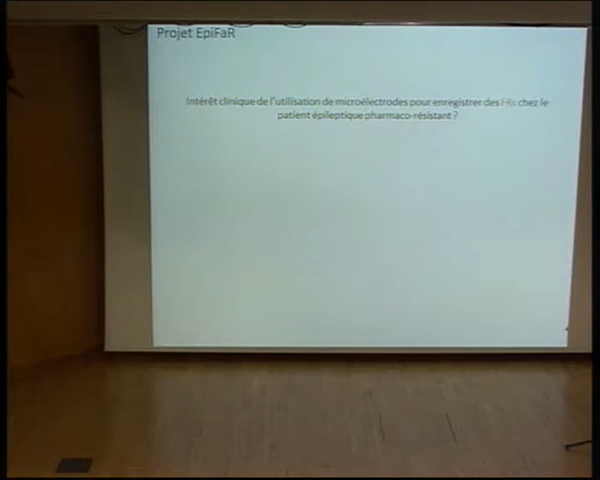 Projet EpiFaR
Intérêt clinique de l'utilisation de microélectrodes pour enregistrer des FRs chez le
patient épileptique pharmaco-résistant ?